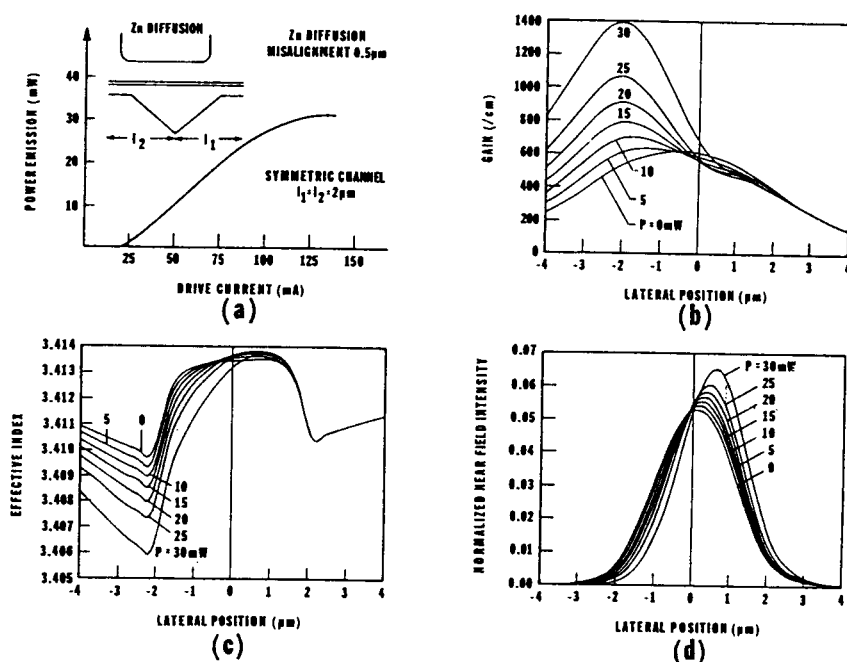 Zn DIFFUSION
Zn DIFFUSION
MISALIGNMENT 0.5µm
POWER EMISSION (mW)
40
30
20
10
l2
l1
SYMMETRIC CHANNEL
l1=l2=2µm
25 50 75 100 125 150
DRIVE CURRENT (mA)
(a)
GAIN (/cm)
1400
1200
1000
800
600
400
200
0
30
25
20
15
10
5
P=0mW
-4 -3 -2 -1 0 1 2 3 4
LATERAL POSITION (µm)
(b)
EFFECTIVE INDEX
3.414
3.413
3.411
3.410
3.409
3.408
3.407
3.406
3.405
5 0
10
15
20
25
P=30mW
-4 -3 -2 -1 0 1 2 3 4
LATERAL POSITION (µm)
(c)
NORMALIZED NEAR FIELD INTENSITY
0.07
0.06
0.05
0.04
0.03
0.02
0.01
0.00
P=30mW
25
20
15
10
5
0
-4 -3 -2 -1 0 1 2 3 4
LATERAL POSITION (µm)
(d)